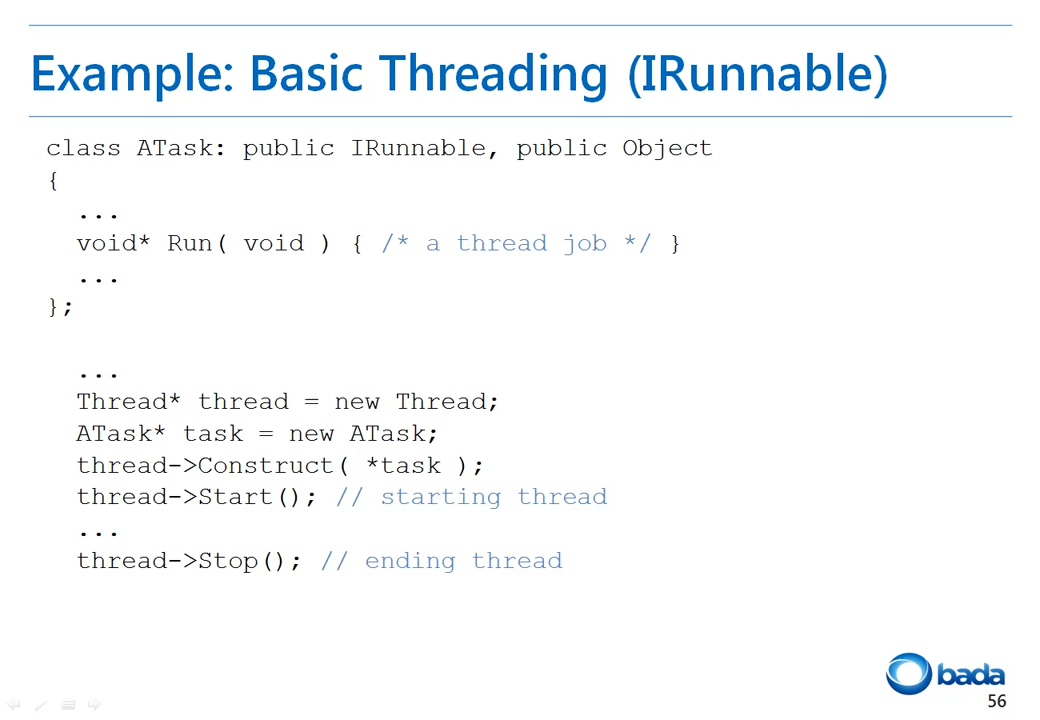 Example: Basic Threading (IRunnable)
class ATask: public IRunnable, public Object
{
...
void* Run( void ) { /* a thread job */ }
...
};
...
Thread* thread = new Thread;
ATask* task = new ATask;
thread->Construct( *task );
thread->Start(); // starting thread
...
thread->Stop(); // ending thread
bada
56